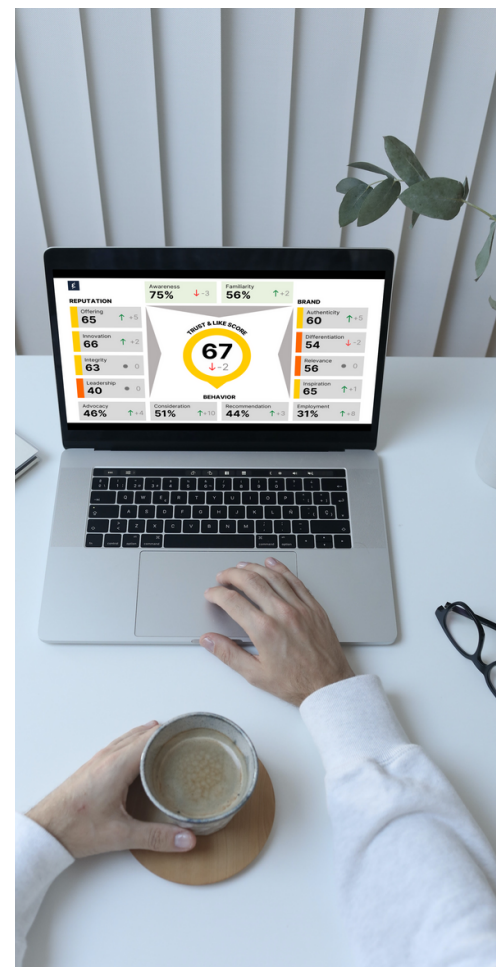 Awareness
75% ↓-3
Familiarity
56% ↑+2
REPUTATION
Offering
65 ↑+5
Innovation
66 ↑+2
Integrity
63 ● 0
Leadership
40 ● 0
TRUST & LIKE SCORE
67
↓-2
BRAND
Authenticity
60 ↑+5
Differentiation
54 ↓-2
Relevance
56 ● 0
Inspiration
65 ↑+1
BEHAVIOR
Advocacy
46% ↑+4
Consideration
51% ↑+10
Recommendation
44% ↑+3
Employment
31% ↑+8